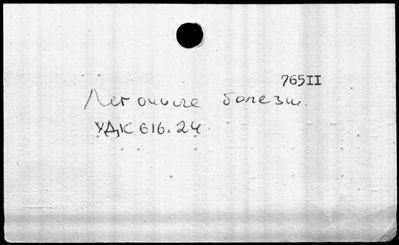 765II
Легочные болезни.
УДК 616.24.